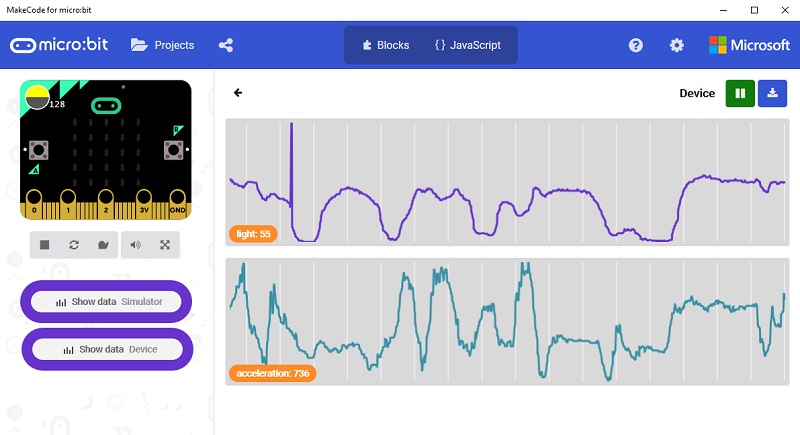 MakeCode for micro:bit
micro:bit Projects Blocks { } JavaScript Microsoft
128
B
A
0 1 2 3V GND
Show data Simulator
Show data Device
Device
light: 55
acceleration: 736